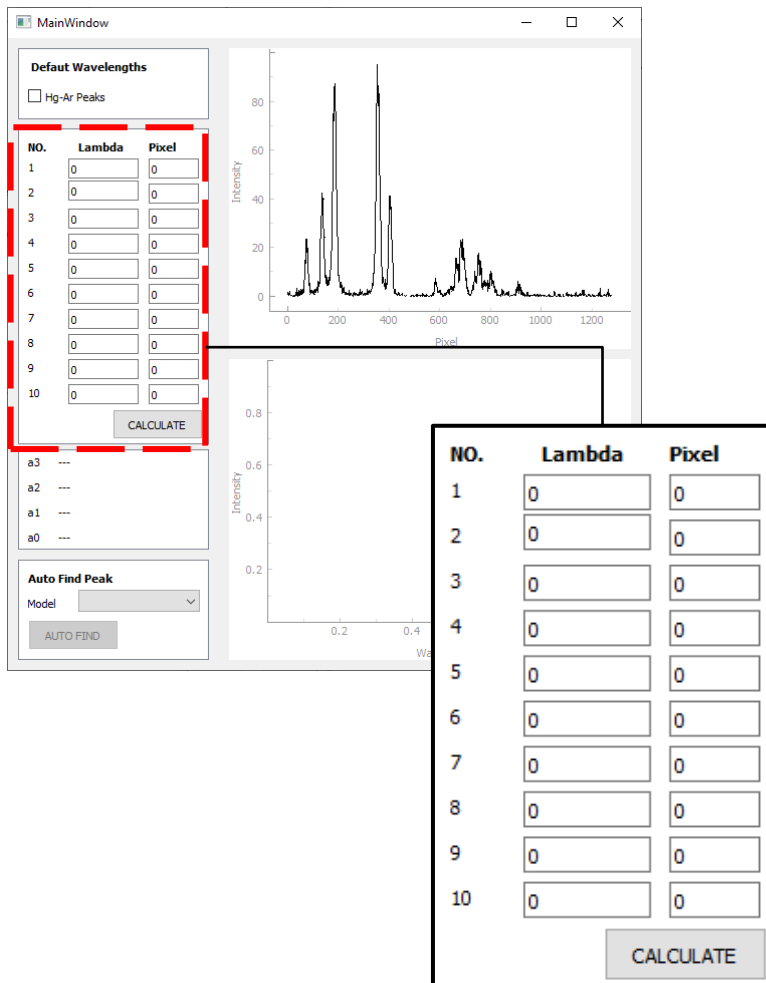 MainWindow
Defaut Wavelengths
Hg-Ar Peaks
NO. Lambda Pixel
1 0 0
2 0 0
3 0 0
4 0 0
5 0 0
6 0 0
7 0 0
8 0 0
9 0 0
10 0 0
CALCULATE
a3 ---
a2 ---
a1 ---
a0 ---
Auto Find Peak
Model
AUTO FIND
Intensity
80
60
40
20
0
0 200 400 600 800 1000 1200
Pixel
Intensity
0.8
0.6
0.4
0.2
0.2 0.4
Wa
NO. Lambda Pixel
1 0 0
2 0 0
3 0 0
4 0 0
5 0 0
6 0 0
7 0 0
8 0 0
9 0 0
10 0 0
CALCULATE